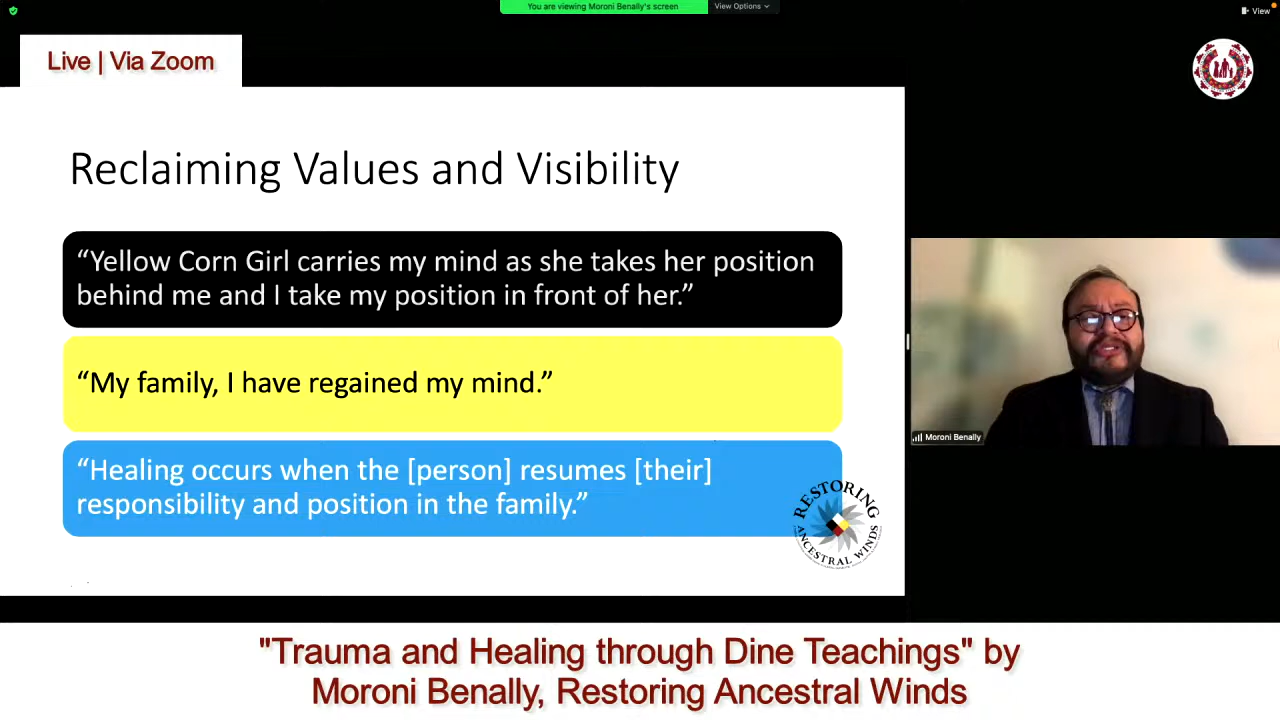 You are viewing Moroni Benally's screen
View Options
View
Live | Via Zoom
Reclaiming Values and Visibility
“Yellow Corn Girl carries my mind as she takes her position
behind me and I take my position in front of her.”
“My family, I have regained my mind.”
“Healing occurs when the [person] resumes [their]
responsibility and position in the family.”
RESTORING
ANCESTRAL WINDS
Moroni Benally
"Trauma and Healing through Dine Teachings" by
Moroni Benally, Restoring Ancestral Winds